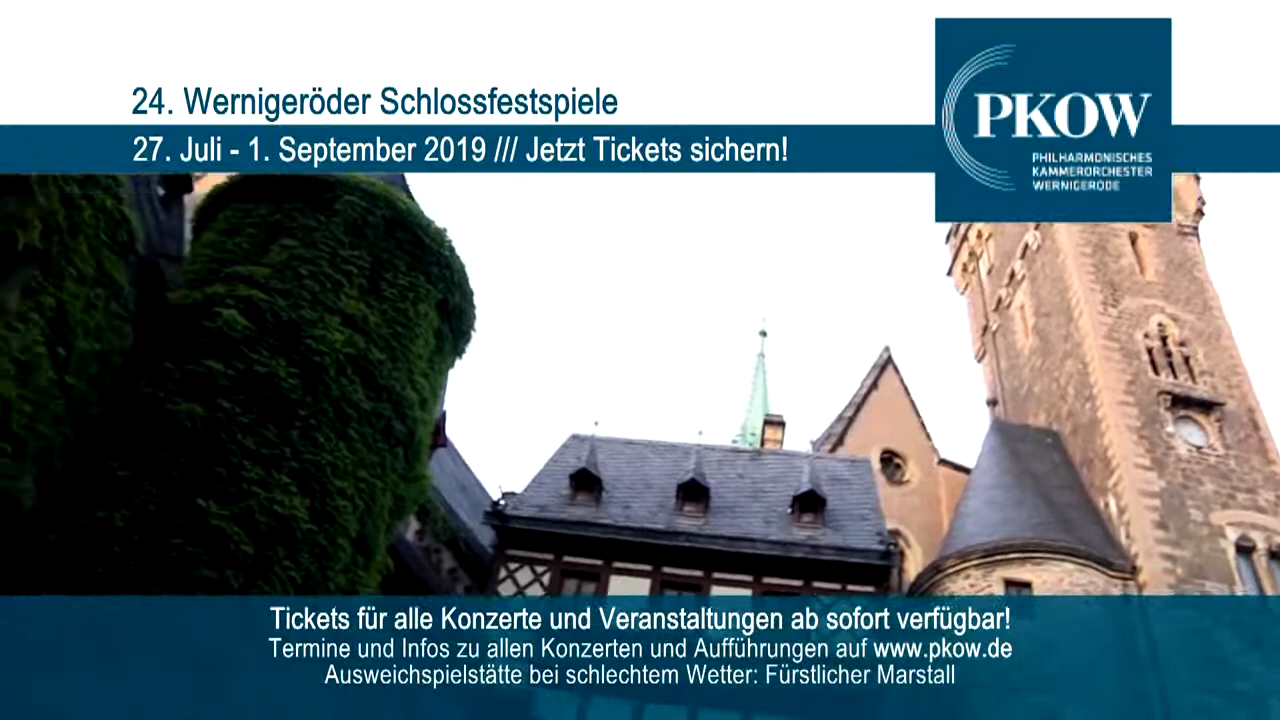 24. Wernigeröder Schlossfestspiele
27. Juli - 1. September 2019 /// Jetzt Tickets sichern!
PKOW
PHILHARMONISCHES
KAMMERORCHESTER
WERNIGERODE
Tickets für alle Konzerte und Veranstaltungen ab sofort verfügbar!
Termine und Infos zu allen Konzerten und Aufführungen auf www.pkow.de
Ausweichspielstätte bei schlechtem Wetter: Fürstlicher Marstall